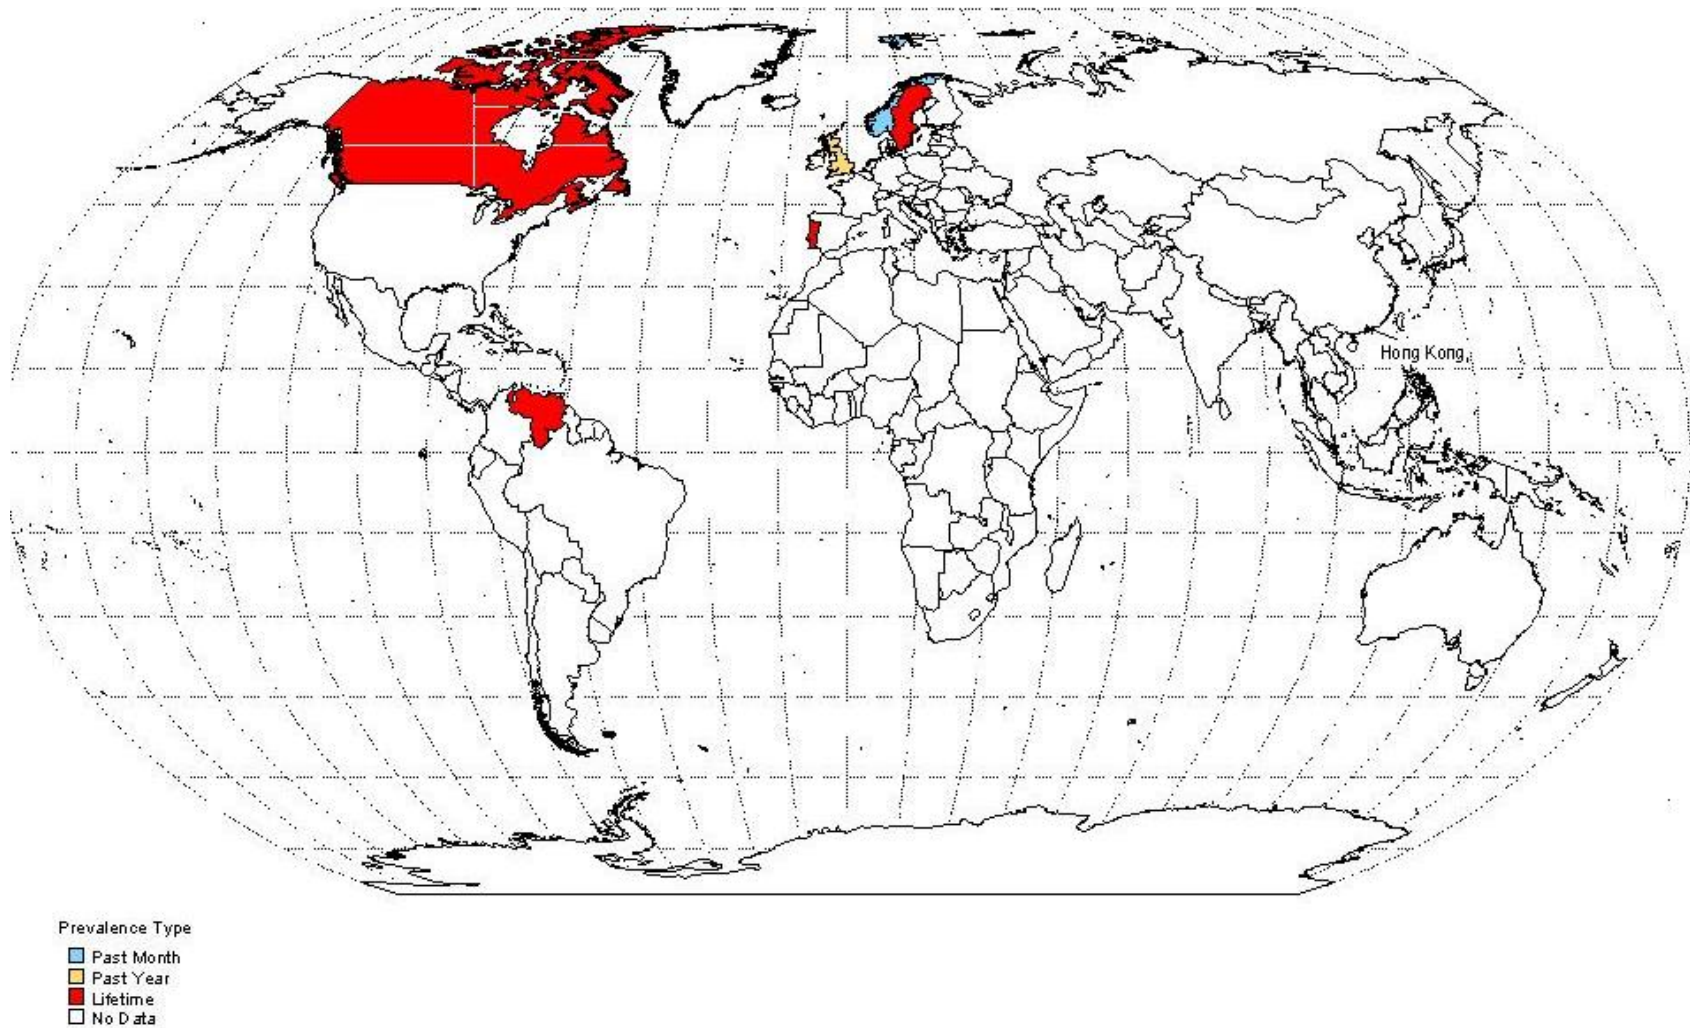 Hong Kong,
Prevalence Type
Past Month
Past Year
Lifetime
No Data